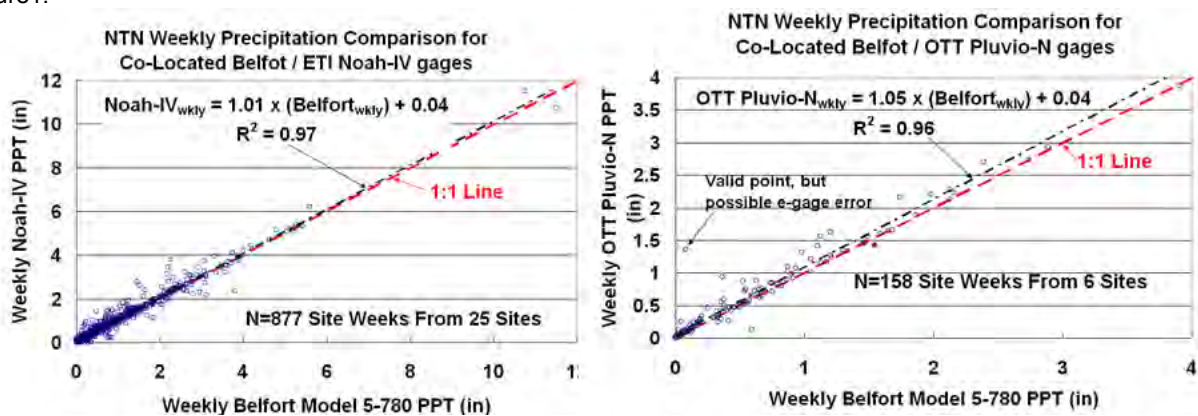 NTN Weekly Precipitation Comparison for
Co-Located Belfot / ETI Noah-IV gages
Weekly Noah-IV PPT (in)
12
10
8
6
4
2
0
Noah-IVwkly = 1.01 x (Belfortwkly) + 0.04
R² = 0.97
1:1 Line
N=877 Site Weeks From 25 Sites
0 2 4 6 8 10 1
Weekly Belfort Model 5-780 PPT (in)
NTN Weekly Precipitation Comparison for
Co-Located Belfot / OTT Pluvio-N gages
Weekly OTT Pluvio-N PPT
(in)
4
3.5
3
2.5
2
1.5
1
0.5
0
OTT Pluvio-Nwkly = 1.05 x (Belfortwkly) + 0.04
R² = 0.96
1:1 Line
Valid point, but
possible e-gage error
N=158 Site Weeks From 6 Sites
0 1 2 3 4
Weekly Belfort Model 5-780 PPT (in)